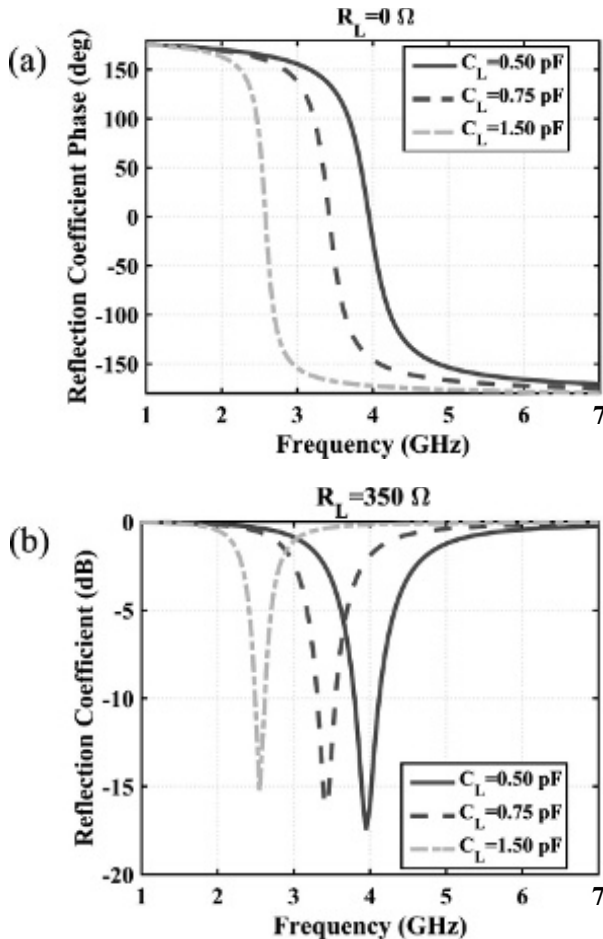 R_L=0 Ω
(a)
Reflection Coefficient Phase (deg)
150
100
50
0
-50
-100
-150
C_L=0.50 pF
C_L=0.75 pF
C_L=1.50 pF
1 2 3 4 5 6 7
Frequency (GHz)
R_L=350 Ω
(b)
Reflection Coefficient (dB)
0
-5
-10
-15
-20
C_L=0.50 pF
C_L=0.75 pF
C_L=1.50 pF
1 2 3 4 5 6 7
Frequency (GHz)